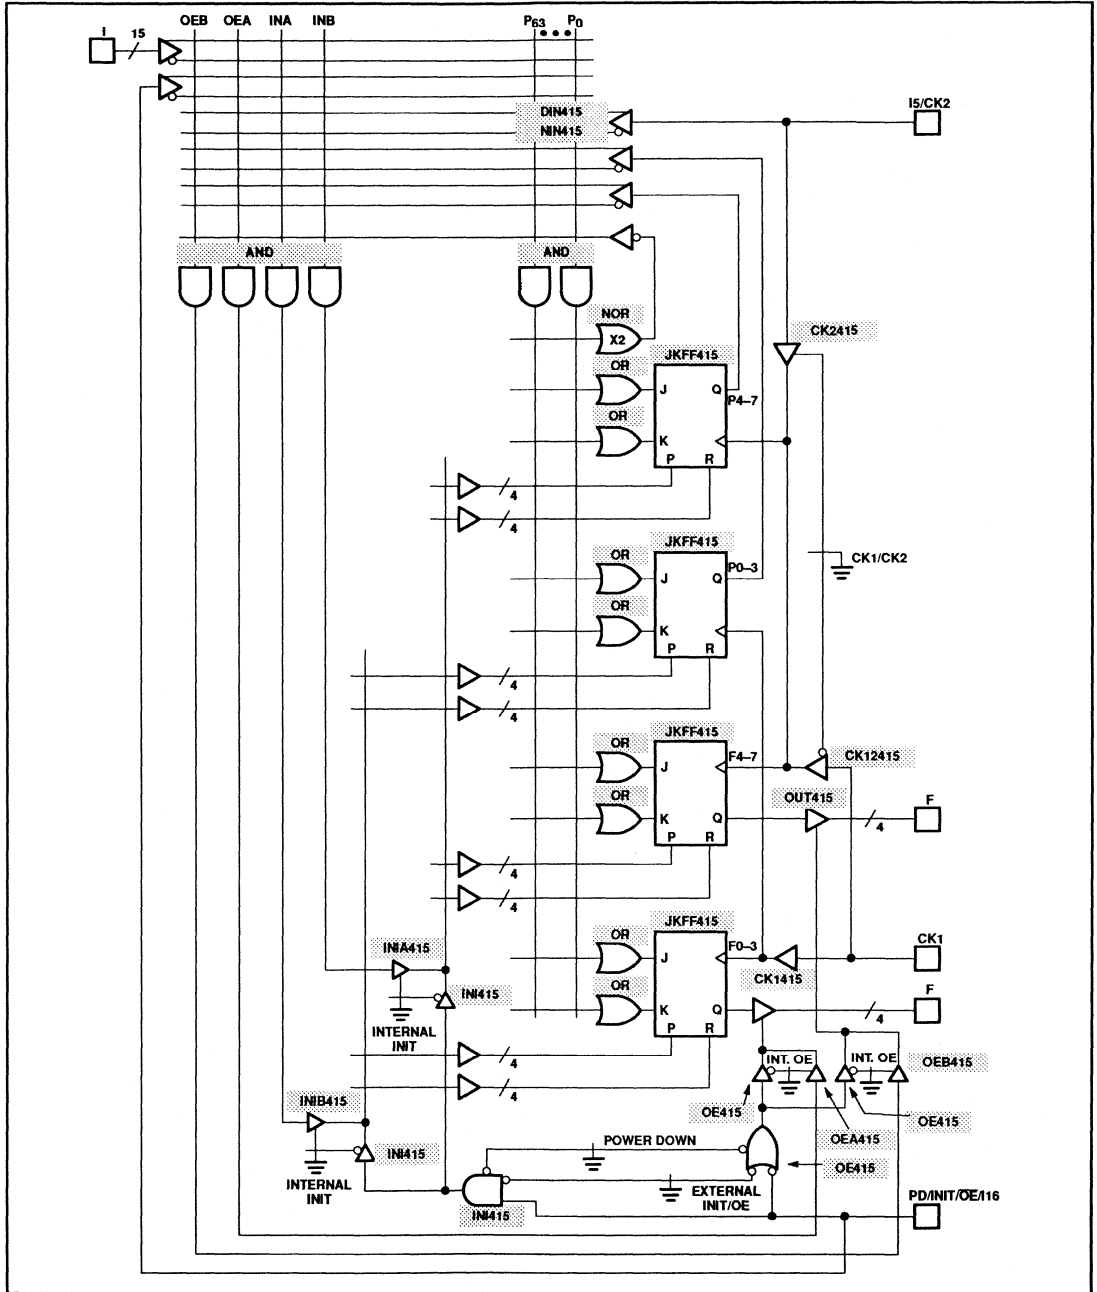 I
15
OEB OEA INA INB
P63 ••• P0
DIN415
NIN415
I5/CK2
AND
AND
NOR
X2
CK2415
JKFF415
OR
J
Q
P4–7
OR
K
P
R
4
4
JKFF415
OR
J
Q
P0–3
OR
K
P
R
CK1/CK2
4
4
JKFF415
OR
J
F4–7
CK12415
OR
K
Q
OUT415
4
F
P
R
4
4
JKFF415
OR
J
F0–3
CK1415
CK1
INIA415
INI415
INTERNAL
INIT
OR
K
Q
4
F
P
R
4
4
INT. OE
INT. OE
OEB415
OE415
OEA415
OE415
INIB415
INI415
INTERNAL
INIT
POWER DOWN
OE415
EXTERNAL
INIT/OE
INI415
PD/INIT/O̅E̅/I16